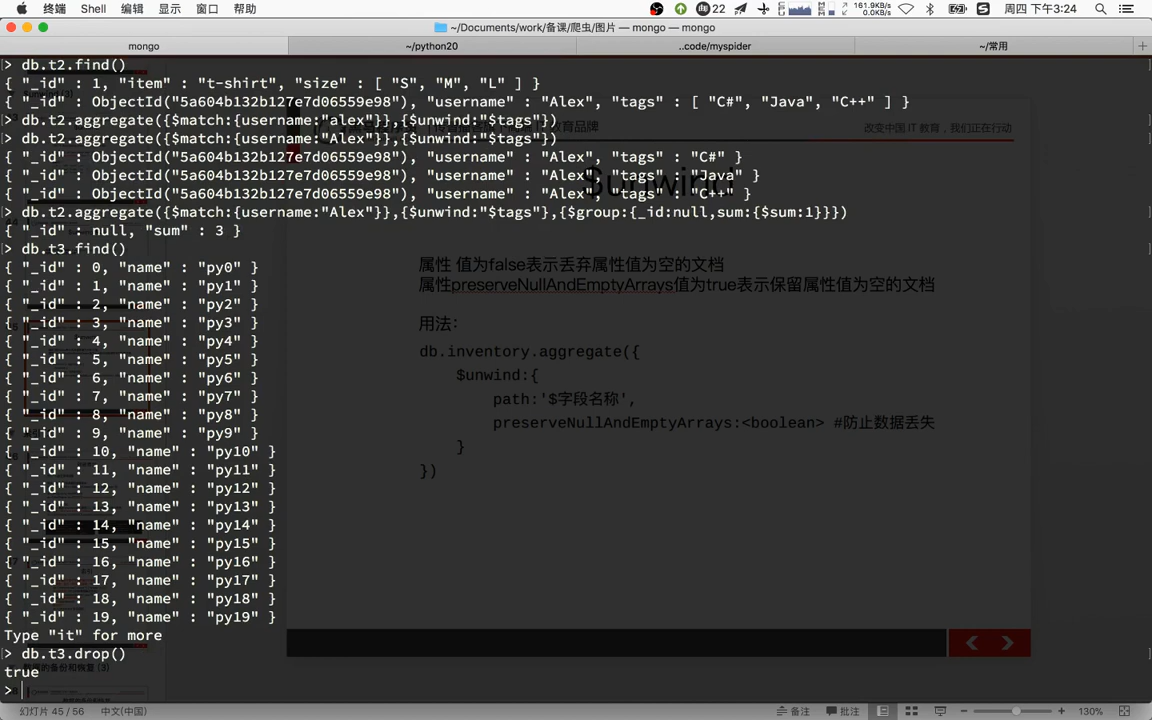 终端 Shell 编辑 显示 窗口 帮助
22
161.9KB/s
0.0KB/s
周四 下午3:24
~/Documents/work/备课/爬虫/图片 — mongo — mongo
mongo
~/python20
..code/myspider
~/常用
> db.t2.find()
{ "_id" : 1, "item" : "t-shirt", "size" : [ "S", "M", "L" ] }
{ "_id" : ObjectId("5a604b132b127e7d06559e98"), "username" : "Alex", "tags" : [ "C#", "Java", "C++" ] }
> db.t2.aggregate({$match:{username:"alex"}},{$unwind:"$tags"})
改变中国 IT 教育，我们正在行动
> db.t2.aggregate({$match:{username:"Alex"}},{$unwind:"$tags"})
{ "_id" : ObjectId("5a604b132b127e7d06559e98"), "username" : "Alex", "tags" : "C#" }
{ "_id" : ObjectId("5a604b132b127e7d06559e98"), "username" : "Alex", "tags" : "Java" }
{ "_id" : ObjectId("5a604b132b127e7d06559e98"), "username" : "Alex", "tags" : "C++" }
$unwind
> db.t2.aggregate({$match:{username:"Alex"}},{$unwind:"$tags"},{$group:{_id:null,sum:{$sum:1}}})
{ "_id" : null, "sum" : 3 }
> db.t3.find()
{ "_id" : 0, "name" : "py0" }
{ "_id" : 1, "name" : "py1" }
{ "_id" : 2, "name" : "py2" }
{ "_id" : 3, "name" : "py3" }
{ "_id" : 4, "name" : "py4" }
{ "_id" : 5, "name" : "py5" }
{ "_id" : 6, "name" : "py6" }
{ "_id" : 7, "name" : "py7" }
{ "_id" : 8, "name" : "py8" }
{ "_id" : 9, "name" : "py9" }
{ "_id" : 10, "name" : "py10" }
{ "_id" : 11, "name" : "py11" }
{ "_id" : 12, "name" : "py12" }
{ "_id" : 13, "name" : "py13" }
{ "_id" : 14, "name" : "py14" }
{ "_id" : 15, "name" : "py15" }
{ "_id" : 16, "name" : "py16" }
{ "_id" : 17, "name" : "py17" }
{ "_id" : 18, "name" : "py18" }
{ "_id" : 19, "name" : "py19" }
Type "it" for more
> db.t3.drop()
true
>
属性 值为false表示丢弃属性值为空的文档
属性preserveNullAndEmptyArrays值为true表示保留属性值为空的文档
用法：
db.inventory.aggregate({
$unwind:{
path:'$字段名称',
preserveNullAndEmptyArrays:<boolean> #防止数据丢失
}
})
幻灯片 45 / 56 中文(中国)
备注 批注 130%